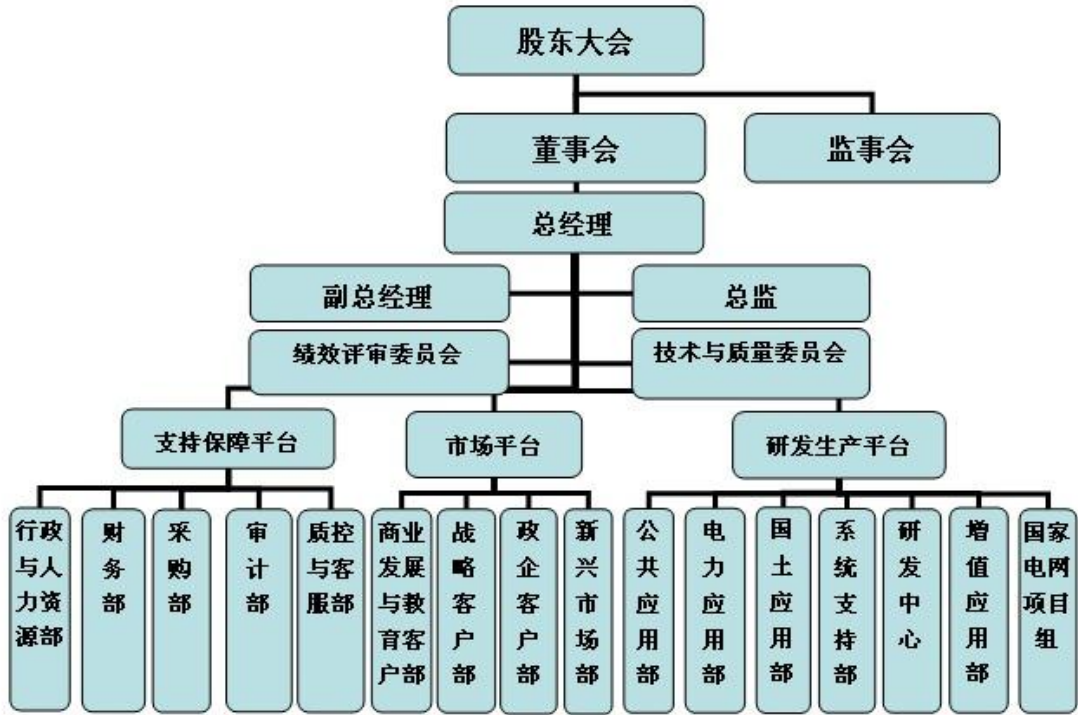 股东大会
董事会
监事会
总经理
副总经理
总监
绩效评审委员会
技术与质量委员会
支持保障平台
市场平台
研发生产平台
行政与人力资源部
财务部
采购部
审计部
质控与客服部
商业发展与教育客户部
战略客户部
政企客户部
新兴市场部
公共应用部
电力应用部
国土应用部
系统支持部
研发中心
增值应用部
国家电网项目组